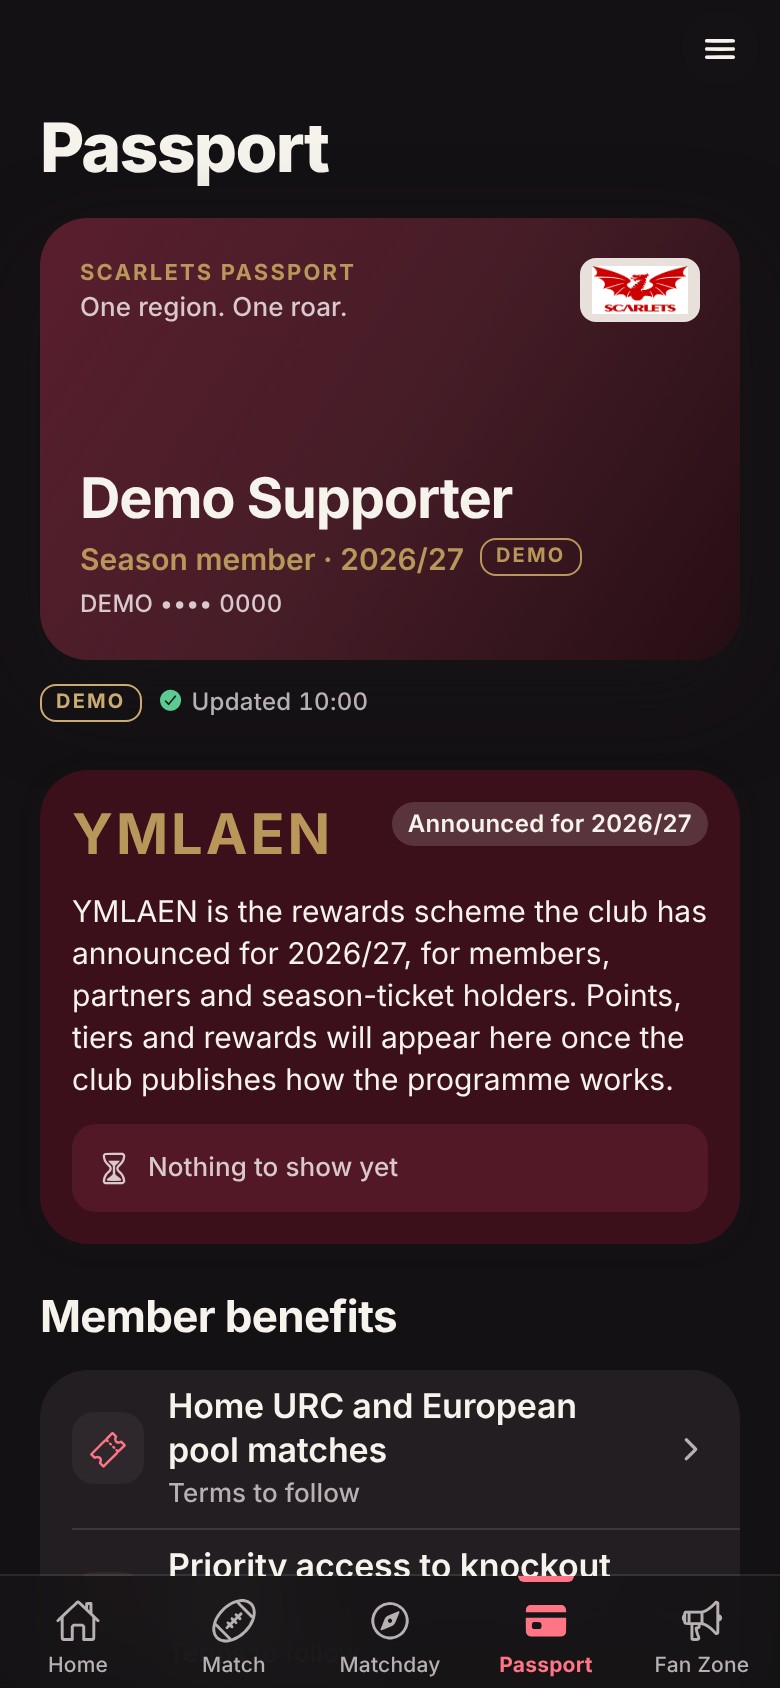 Passport
SCARLETS PASSPORT
One region. One roar.
SCARLETS
Demo Supporter
Season member · 2026/27 DEMO
DEMO •••• 0000
DEMO Updated 10:00
YMLAEN
Announced for 2026/27
YMLAEN is the rewards scheme the club has
announced for 2026/27, for members,
partners and season-ticket holders. Points,
tiers and rewards will appear here once the
club publishes how the programme works.
Nothing to show yet
Member benefits
Home URC and European
pool matches
Terms to follow
Priority access to knockout
Home Match Matchday Passport Fan Zone